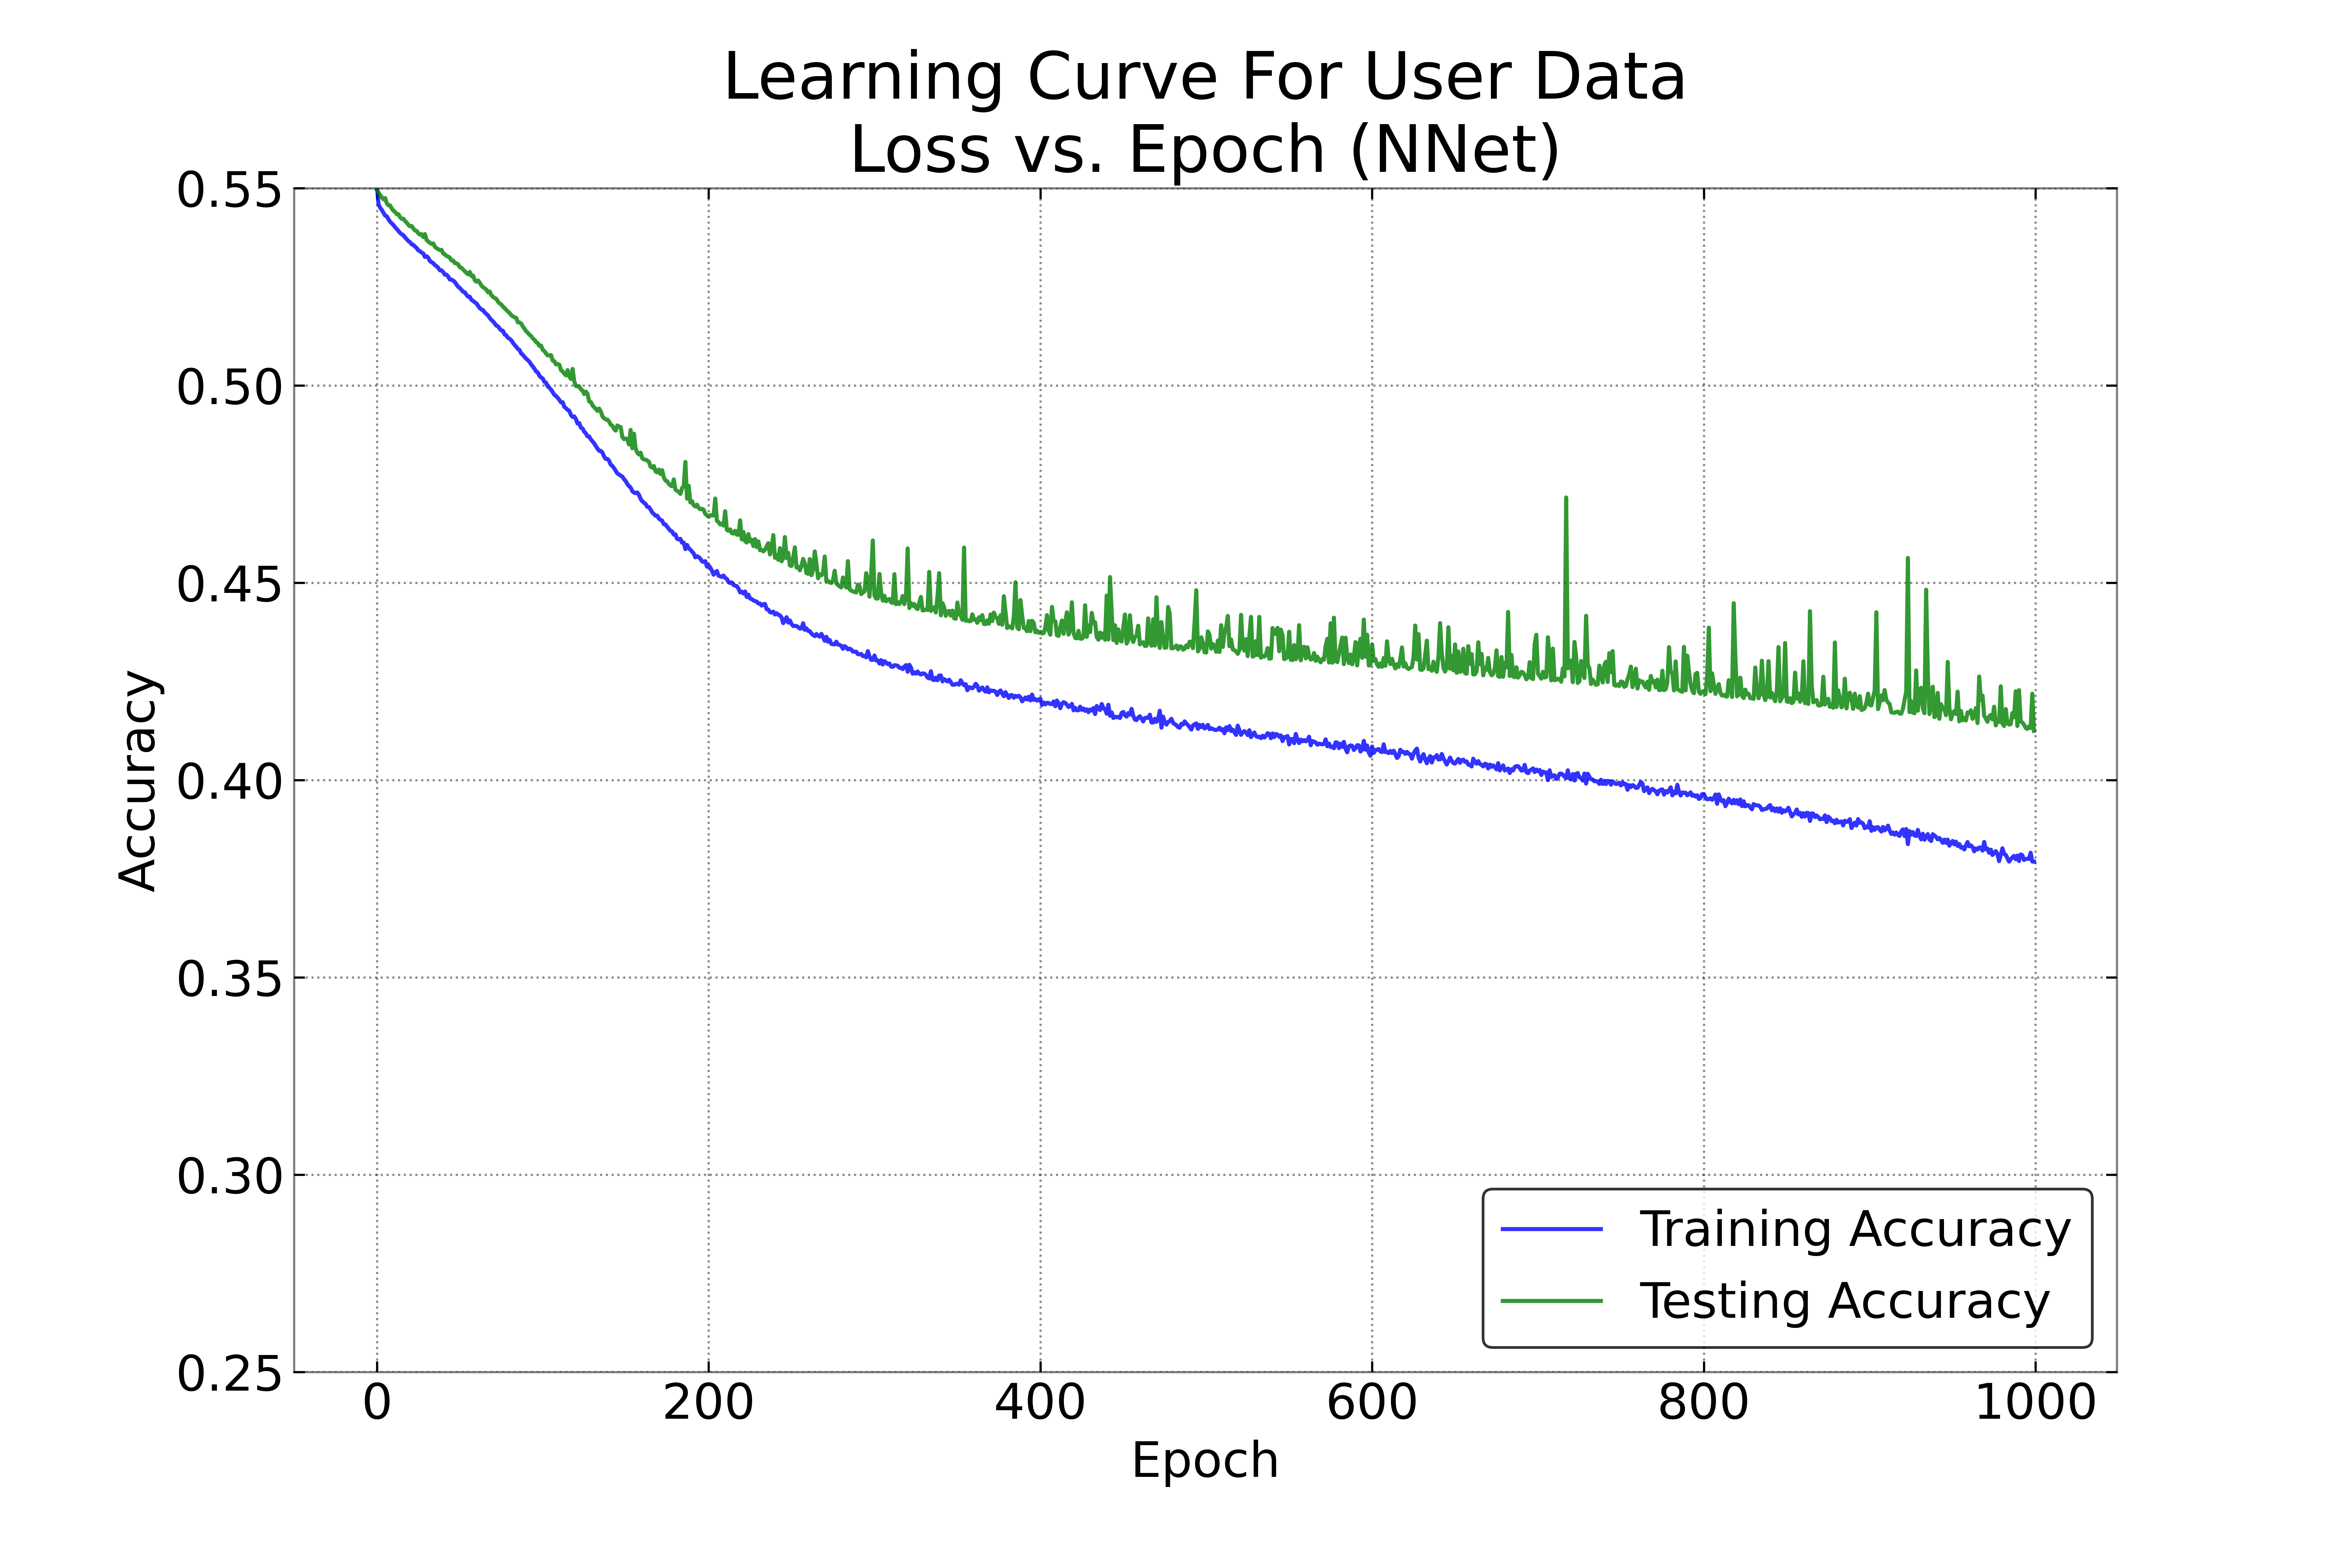 Learning Curve For User Data
Loss vs. Epoch (NNet)
0.55
0.50
0.45
0.40
0.35
0.30
0.25
Accuracy
Training Accuracy
Testing Accuracy
0 200 400 600 800 1000
Epoch